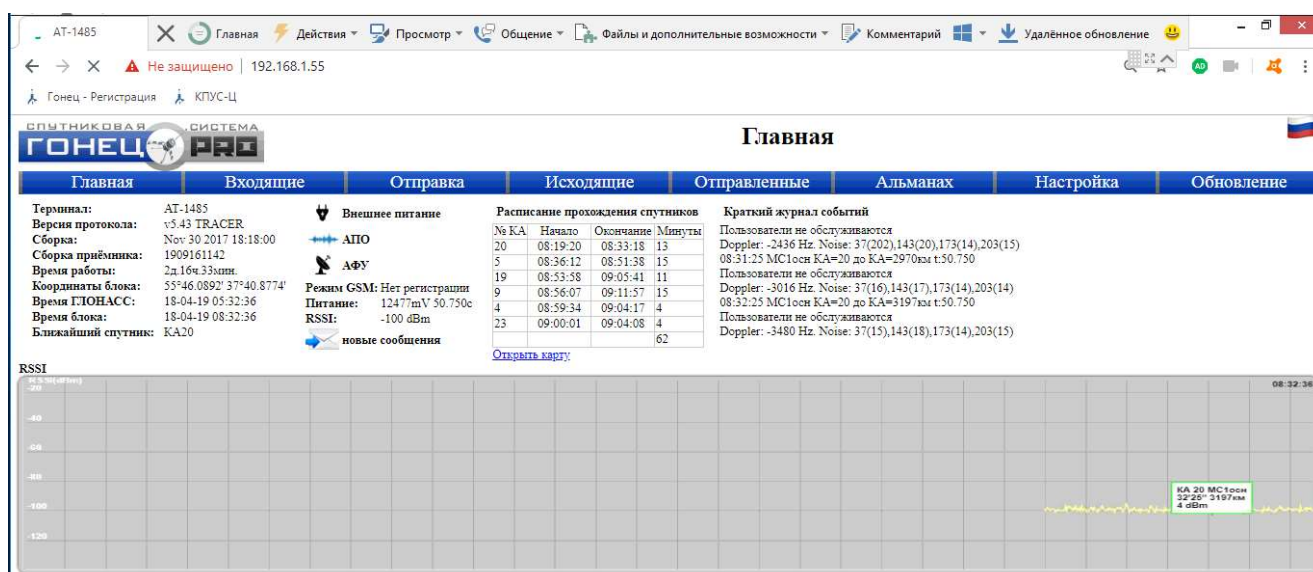 АТ-1485 Главная Действия Просмотр Общение Файлы и дополнительные возможности Комментарий Удалённое обновление
Не защищено 192.168.1.55
Гонец - Регистрация КПУС-Ц
СПУТНИКОВАЯ СИСТЕМА
ГОНЕЦ PRO
Главная
Главная Входящие Отправка Исходящие Отправленные Альманах Настройка Обновление
Терминал: АТ-1485
Версия протокола: v5.43 TRACER
Сборка: Nov 30 2017 18:18:00
Сборка приёмника: 1909161142
Время работы: 2д.16ч.33мин.
Координаты блока: 55°46.0892' 37°40.8774'
Время ГЛОНАСС: 18-04-19 05:32:36
Время блока: 18-04-19 08:32:36
Ближайший спутник: КА20
Внешнее питание
АПО
АФУ
Режим GSM: Нет регистрации
Питание: 12477mV 50.750с
RSSI: -100 dBm
новые сообщения
Расписание прохождения спутников
№ КА Начало Окончание Минуты
20 08:19:20 08:33:18 13
5 08:36:12 08:51:38 15
19 08:53:58 09:05:41 11
9 08:56:07 09:11:57 15
4 08:59:34 09:04:17 4
23 09:00:01 09:04:08 4
62
Открыть карту
Краткий журнал событий
Пользователи не обслуживаются
Doppler: -2436 Hz. Noise: 37(202),143(20),173(14),203(15)
08:31:25 МС1осн КА=20 до КА=2970км t:50.750
Пользователи не обслуживаются
Doppler: -3016 Hz. Noise: 37(16),143(17),173(14),203(14)
08:32:25 МС1осн КА=20 до КА=3197км t:50.750
Пользователи не обслуживаются
Doppler: -3480 Hz. Noise: 37(15),143(18),173(14),203(15)
RSSI
RSSI(dBm)
08:32:36
-20
-40
-60
-80
КА 20 МС1осн
32'25" 3197км
4 dBm
-100
-120